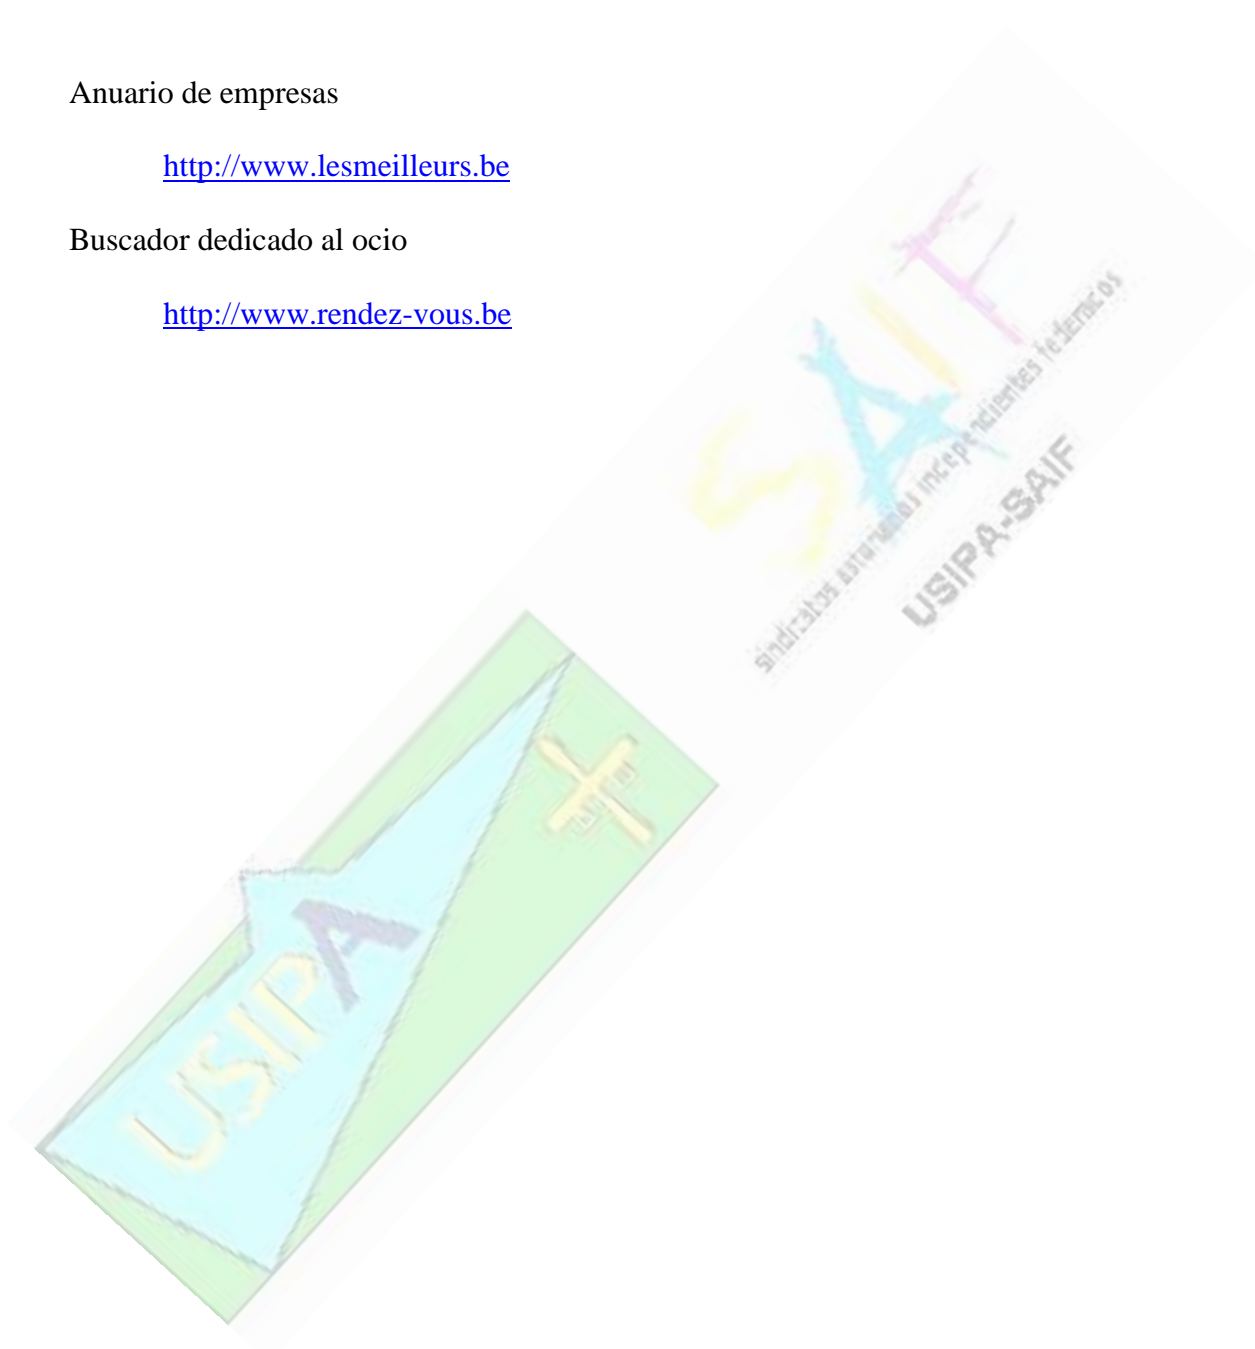 Anuario de empresas
http://www.lesmeilleurs.be
Buscador dedicado al ocio
http://www.rendez-vous.be
SAIF
sindicatos asturianos independientes federados
USIPA-SAIF
USIPA